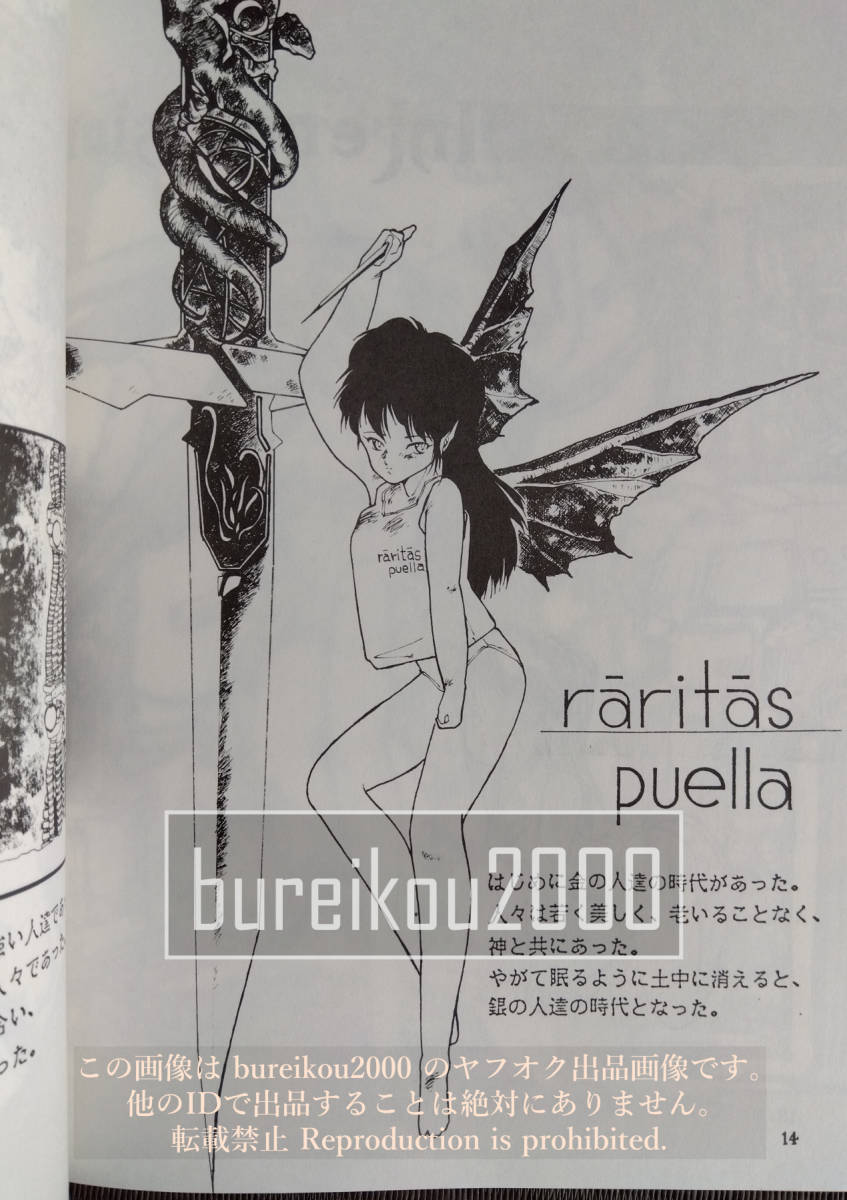 rāritās
puella
rāritās
puella
はじめに金の人達の時代があった。
人々は若く美しく、老いることなく、
神と共にあった。
やがて眠るように土中に消えると、
銀の人達の時代となった。
bureikou2000
この画像は bureikou2000 のヤフオク出品画像です。
他のIDで出品することは絶対にありません。
転載禁止 Reproduction is prohibited.
14